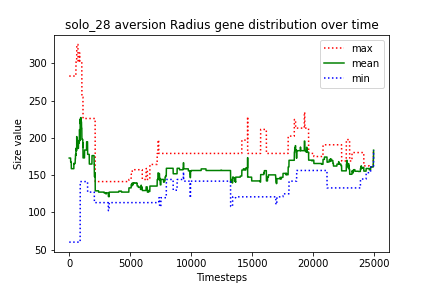 solo_28 aversion Radius gene distribution over time
max
mean
min
Size value
300
250
200
150
100
50
0
5000
10000
15000
20000
25000
Timesteps